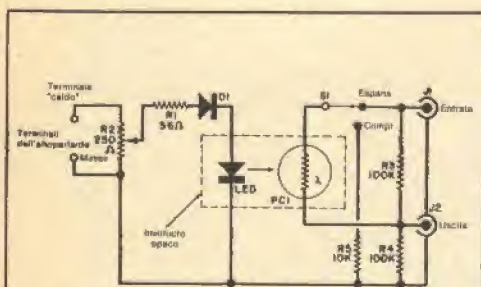 Terminale
"caldo"
Terminali
dell'altoparlante
Massa
R2
250
Ω
R1
56Ω
D1
LED
PC1
λ
Involucro
opaco
S1
Espans
Compr
R5
10K
R3
100K
R4
100K
J1
Entrata
J2
Uscita